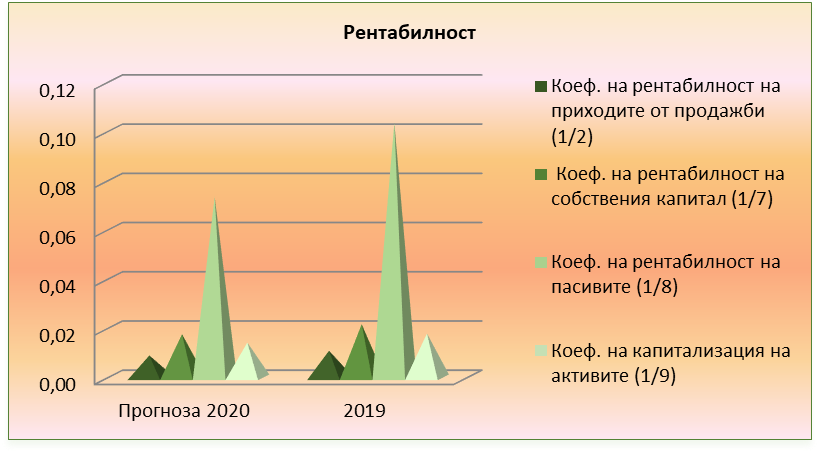 Рентабилност
0,12
0,10
0,08
0,06
0,04
0,02
0,00
Прогноза 2020
2019
Коеф. на рентабилност на
приходите от продажби
(1/2)
Коеф. на рентабилност на
собствения капитал (1/7)
Коеф. на рентабилност на
пасивите (1/8)
Коеф. на капитализация на
активите (1/9)